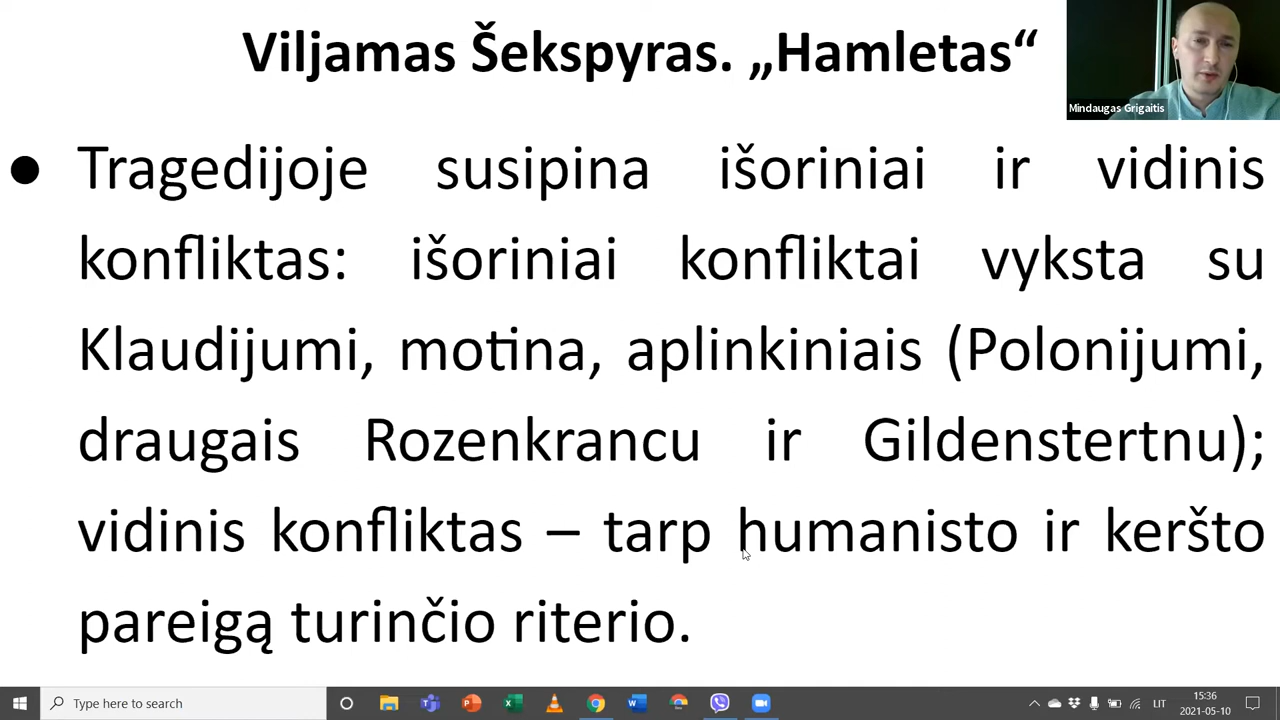 Viljamas Šekspyras. „Hamletas“
Mindaugas Grigaitis
● Tragedijoje susipina išoriniai ir vidinis
konfliktas: išoriniai konfliktai vyksta su
Klaudijumi, motina, aplinkiniais (Polonijumi,
draugais Rozenkrancu ir Gildenstertnu);
vidinis konfliktas – tarp humanisto ir keršto
pareigą turinčio riterio.
Type here to search
LIT
15:36
2021-05-10